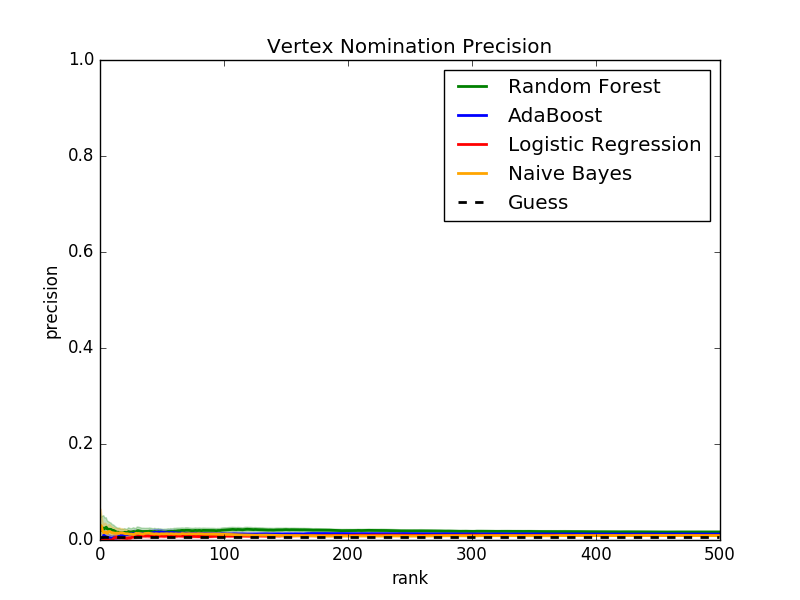 Vertex Nomination Precision
1.0
0.8
0.6
0.4
0.2
0.0
precision
Random Forest
AdaBoost
Logistic Regression
Naive Bayes
Guess
0 100 200 300 400 500
rank